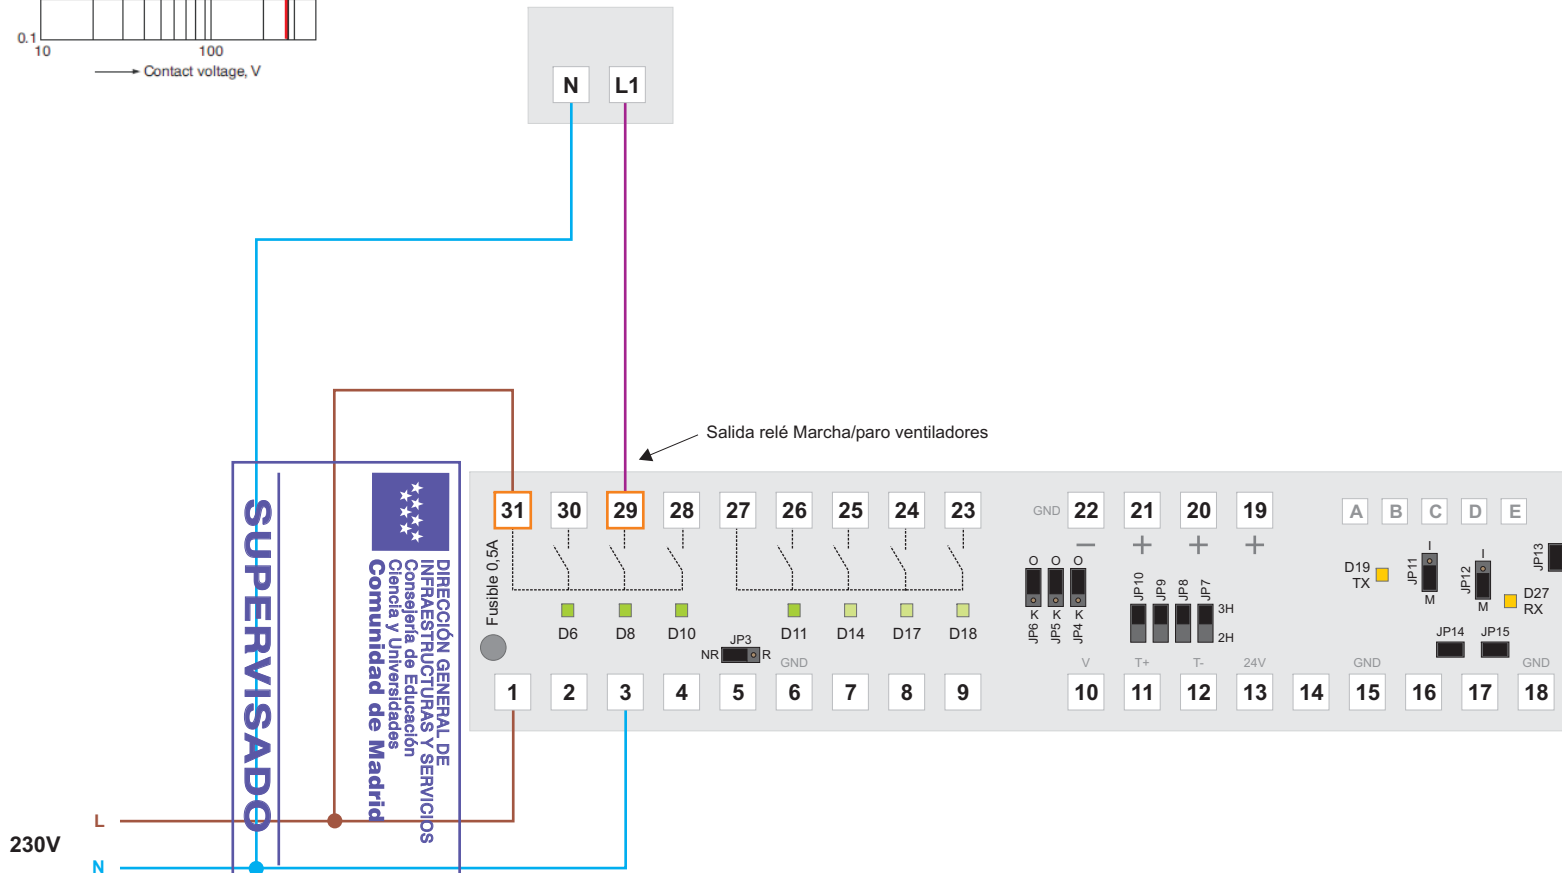 0.1
10
100
Contact voltage, V
N
L1
Salida relé Marcha/paro ventiladores
31
30
29
28
27
26
25
24
23
GND
22
21
20
19
A
B
C
D
E
Fusible 0,5A
D6
D8
D10
D11
D14
D17
D18
JP3
NR
R
GND
O
O
O
K
K
K
JP6
JP5
JP4
JP10
JP9
JP8
JP7
3H
2H
D19
TX
JP11
I
M
JP12
I
M
D27
RX
JP13
JP14
JP15
V
T+
T-
24V
GND
GND
1
2
3
4
5
6
7
8
9
10
11
12
13
14
15
16
17
18
SUPERVISADO
DIRECCIÓN GENERAL DE
INFRAESTRUCTURAS Y SERVICIOS
Consejería de Educación
Ciencia y Universidades
Comunidad de Madrid
230V
L
N